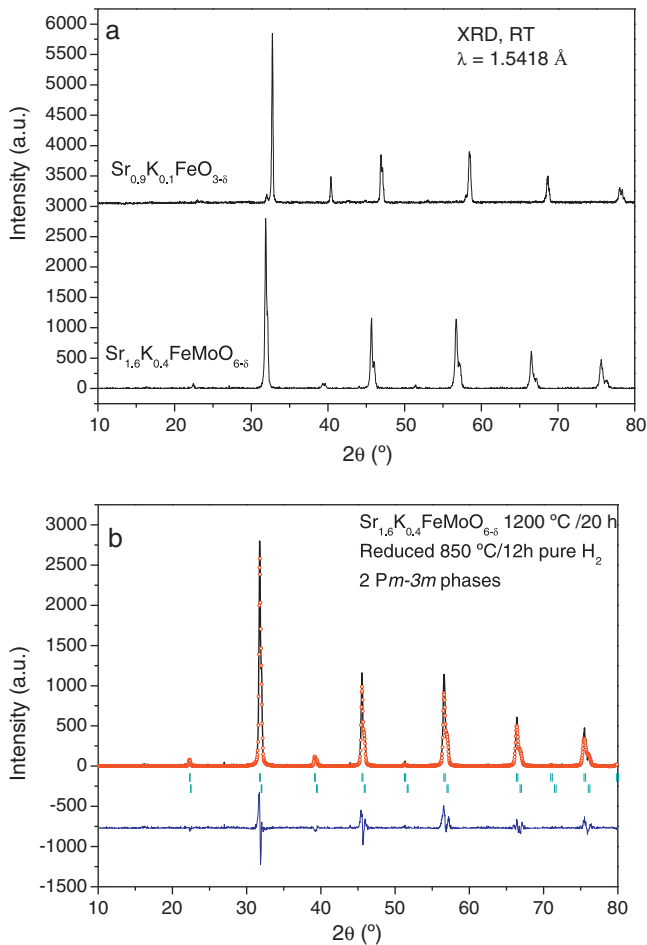 a
XRD, RT
λ = 1.5418 Å
Sr0.9K0.1FeO3-δ
Sr1.6K0.4FeMoO6-δ
Intensity (a.u.)
6000
5500
5000
4500
4000
3500
3000
2500
2000
1500
1000
500
0
10 20 30 40 50 60 70 80
2θ (º)
b
Sr1.6K0.4FeMoO6-δ 1200 ºC /20 h
Reduced 850 ºC/12h pure H2
2 Pm-3m phases
Intensity (a.u.)
3000
2500
2000
1500
1000
500
0
-500
-1000
-1500
10 20 30 40 50 60 70 80
2θ (º)